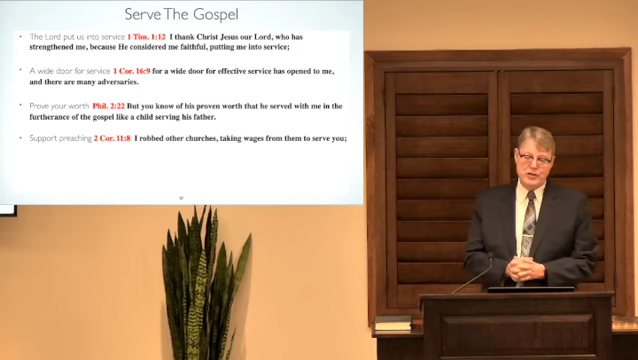 Serve The Gospel
• The Lord put us into service 1 Tim. 1:12 I thank Christ Jesus our Lord, who has
strengthened me, because He considered me faithful, putting me into service;
• A wide door for service 1 Cor. 16:9 for a wide door for effective service has opened to me,
and there are many adversaries.
• Prove your worth Phil. 2:22 But you know of his proven worth that he served with me in the
furtherance of the gospel like a child serving his father.
• Support preaching 2 Cor. 11:8 I robbed other churches, taking wages from them to serve you;